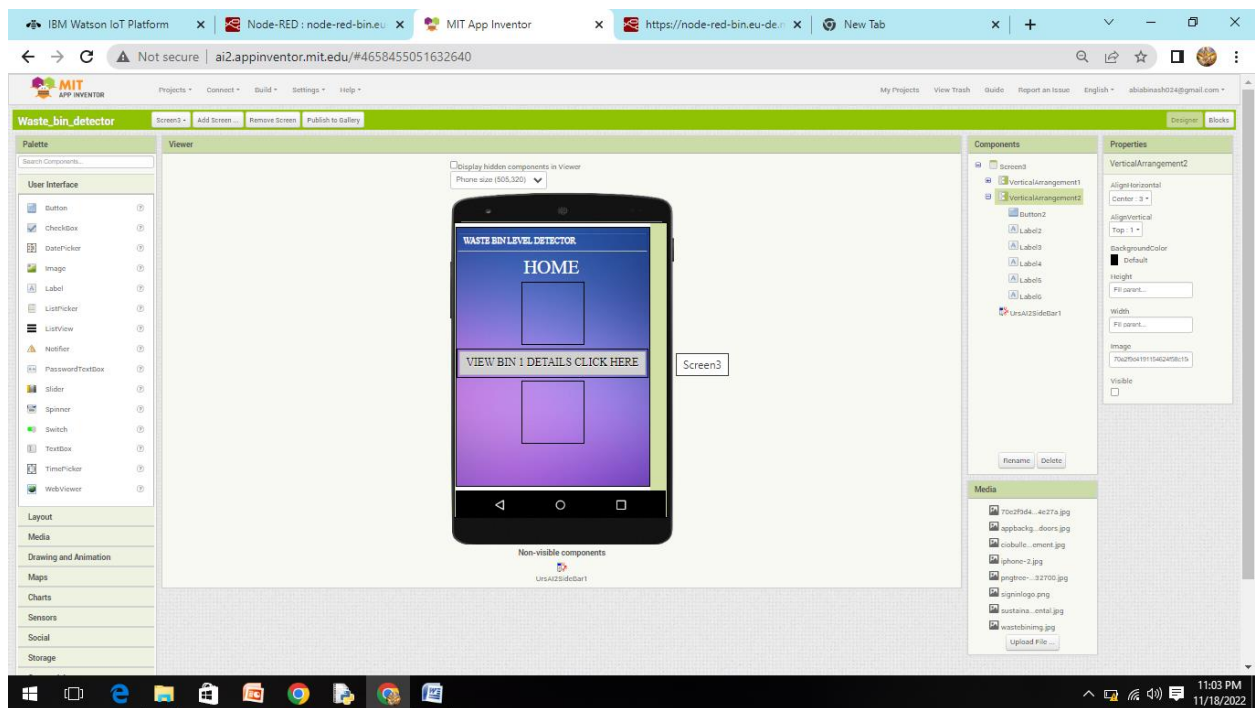 IBM Watson IoT Platform
Node-RED : node-red-bin.eu
MIT App Inventor
https://node-red-bin.eu-de.
New Tab
Not secure | ai2.appinventor.mit.edu/#4658455051632640
MIT
APP INVENTOR
Projects Connect Build Settings Help
My Projects View Trash Guide Report an Issue English abiabinash024@gmail.com
Waste_bin_detector
Screen3 Add Screen ... Remove Screen Publish to Gallery
Designer Blocks
Palette
Search Components...
User Interface
Button
CheckBox
DatePicker
Image
Label
ListPicker
ListView
Notifier
PasswordTextBox
Slider
Spinner
Switch
TextBox
TimePicker
WebViewer
Layout
Media
Drawing and Animation
Maps
Charts
Sensors
Social
Storage
Viewer
Display hidden components in Viewer
Phone size (505,320)
WASTE BIN LEVEL DETECTOR
HOME
VIEW BIN 1 DETAILS CLICK HERE
Screen3
Non-visible components
UrsAI2SideBar1
Components
Screen3
VerticalArrangement1
VerticalArrangement2
Button2
Label2
Label3
Label4
Label5
Label6
UrsAI2SideBar1
Rename Delete
Media
70e2f9d4...4e27a.jpg
appbackg...doors.jpg
ciobulle...ement.jpg
iphone-2.jpg
pngtree-...32700.jpg
signinlogo.png
sustaina...ental.jpg
wastebinimg.jpg
Upload File ...
Properties
VerticalArrangement2
AlignHorizontal
Center : 3
AlignVertical
Top : 1
BackgroundColor
Default
Height
Fill parent...
Width
Fill parent...
Image
Visible
11:03 PM
11/18/2022